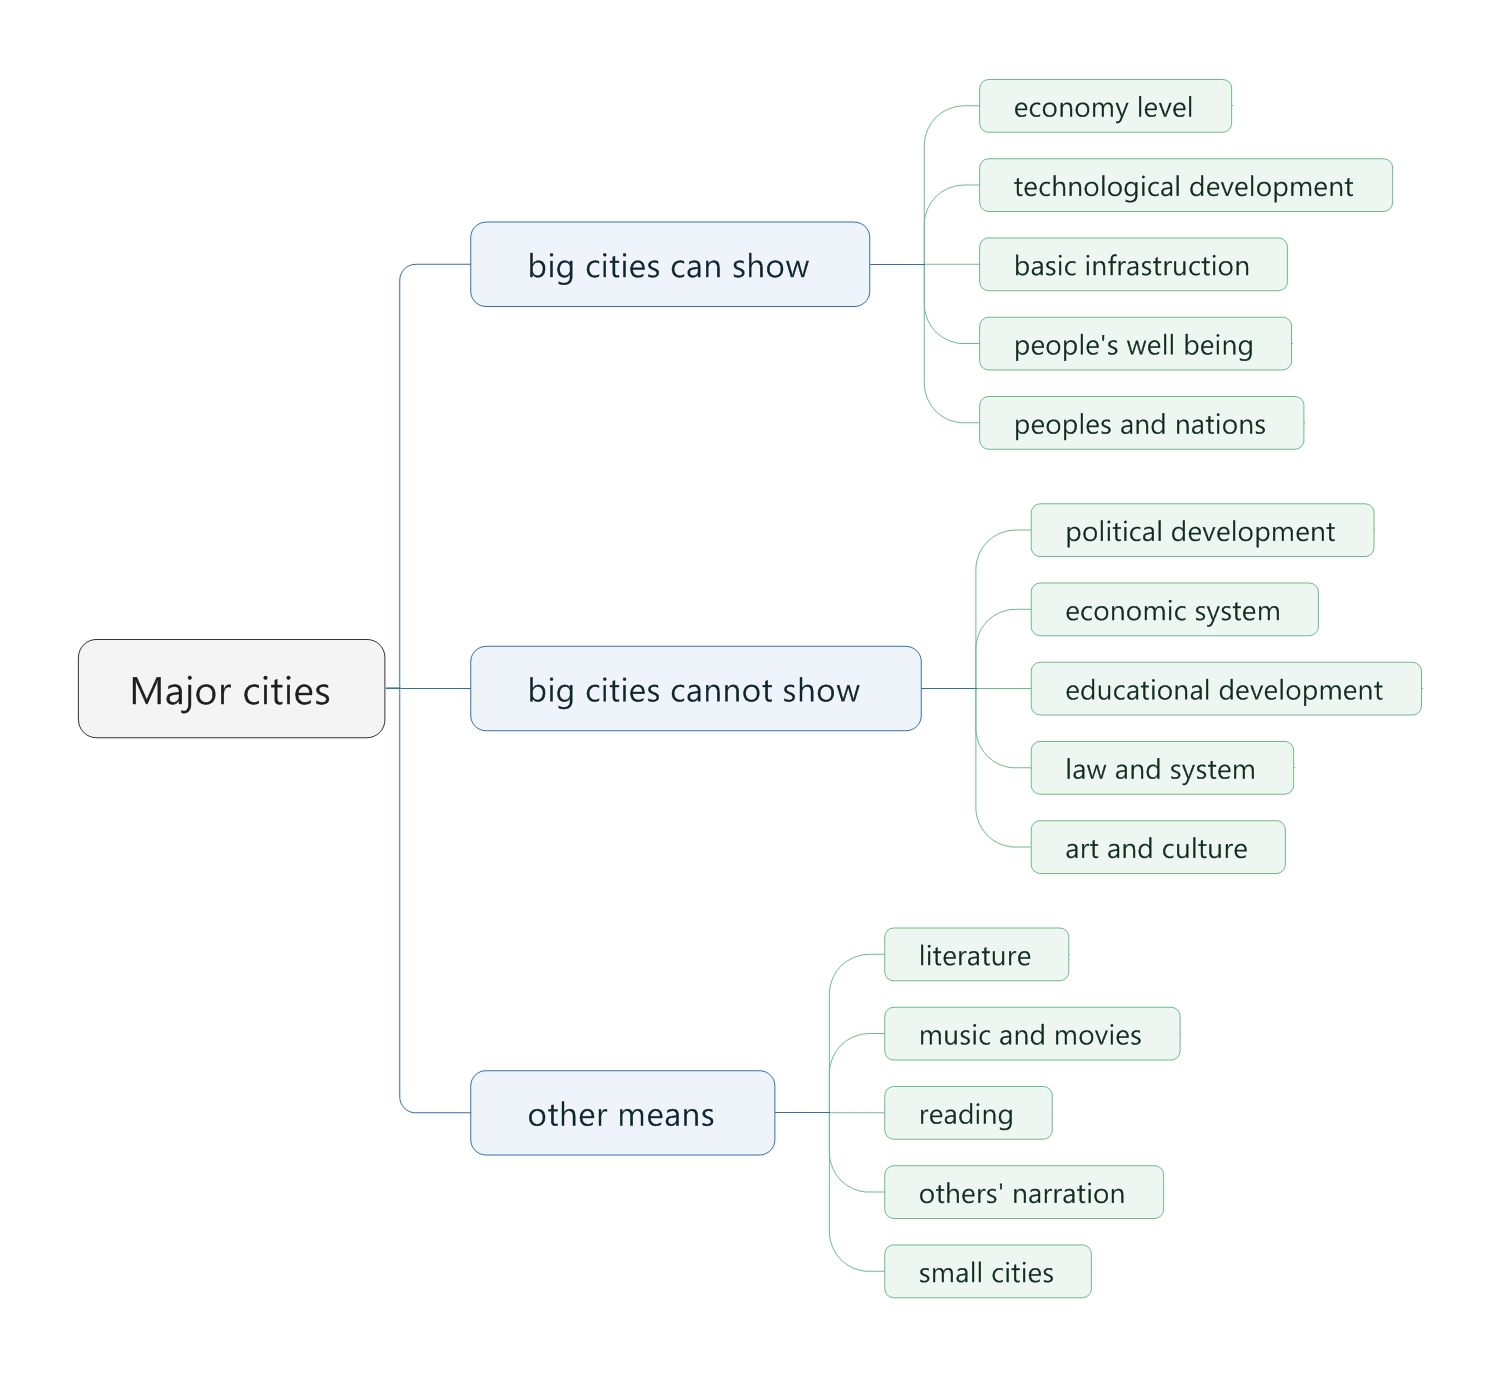 Major cities
big cities can show
economy level
technological development
basic infrastruction
people's well being
peoples and nations
big cities cannot show
political development
economic system
educational development
law and system
art and culture
other means
literature
music and movies
reading
others' narration
small cities